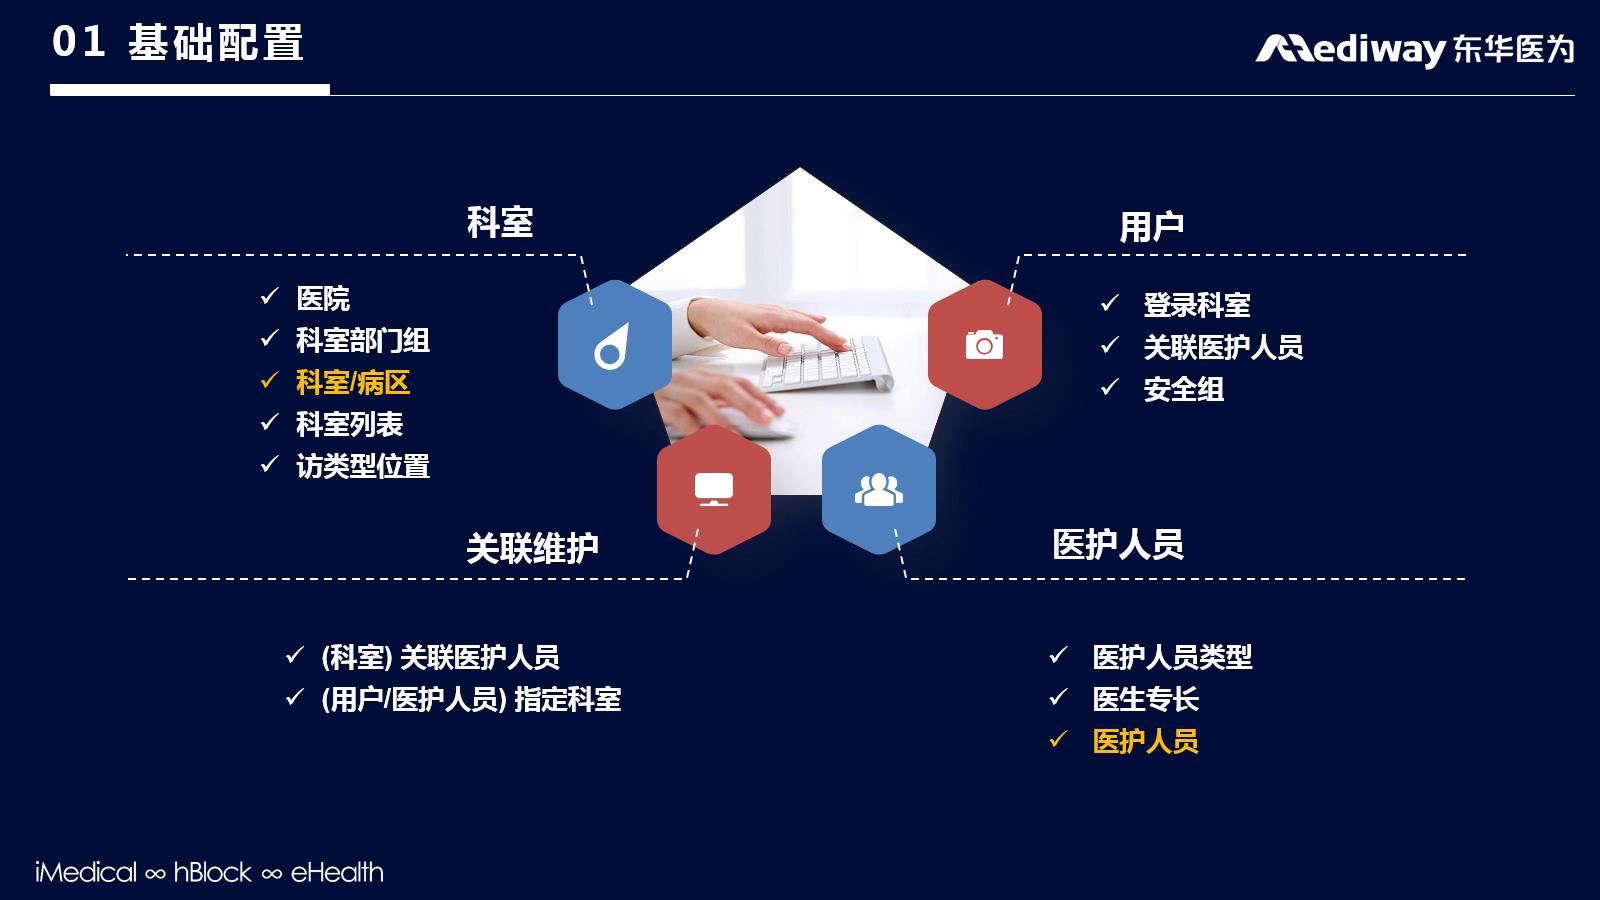 01 基础配置
Mediway 东华医为
科室
医院
科室部门组
科室/病区
科室列表
访类型位置
用户
登录科室
关联医护人员
安全组
关联维护
(科室) 关联医护人员
(用户/医护人员) 指定科室
医护人员
医护人员类型
医生专长
医护人员
iMedical ∞ hBlock ∞ eHealth